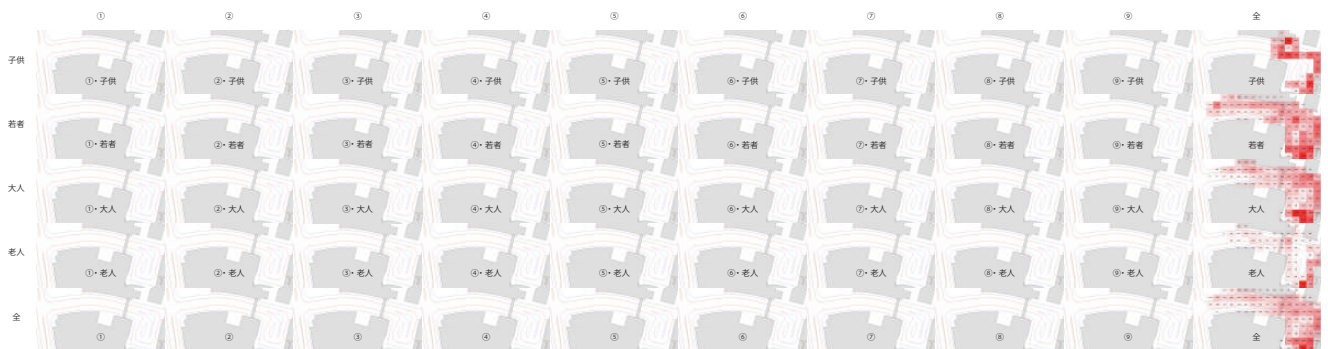 ① ② ③ ④ ⑤ ⑥ ⑦ ⑧ ⑨ 全
子供
①・子供 ②・子供 ③・子供 ④・子供 ⑤・子供 ⑥・子供 ⑦・子供 ⑧・子供 ⑨・子供 子供
若者
①・若者 ②・若者 ③・若者 ④・若者 ⑤・若者 ⑥・若者 ⑦・若者 ⑧・若者 ⑨・若者 若者
大人
①・大人 ②・大人 ③・大人 ④・大人 ⑤・大人 ⑥・大人 ⑦・大人 ⑧・大人 ⑨・大人 大人
老人
①・老人 ②・老人 ③・老人 ④・老人 ⑤・老人 ⑥・老人 ⑦・老人 ⑧・老人 ⑨・老人 老人
全
① ② ③ ④ ⑤ ⑥ ⑦ ⑧ ⑨ 全